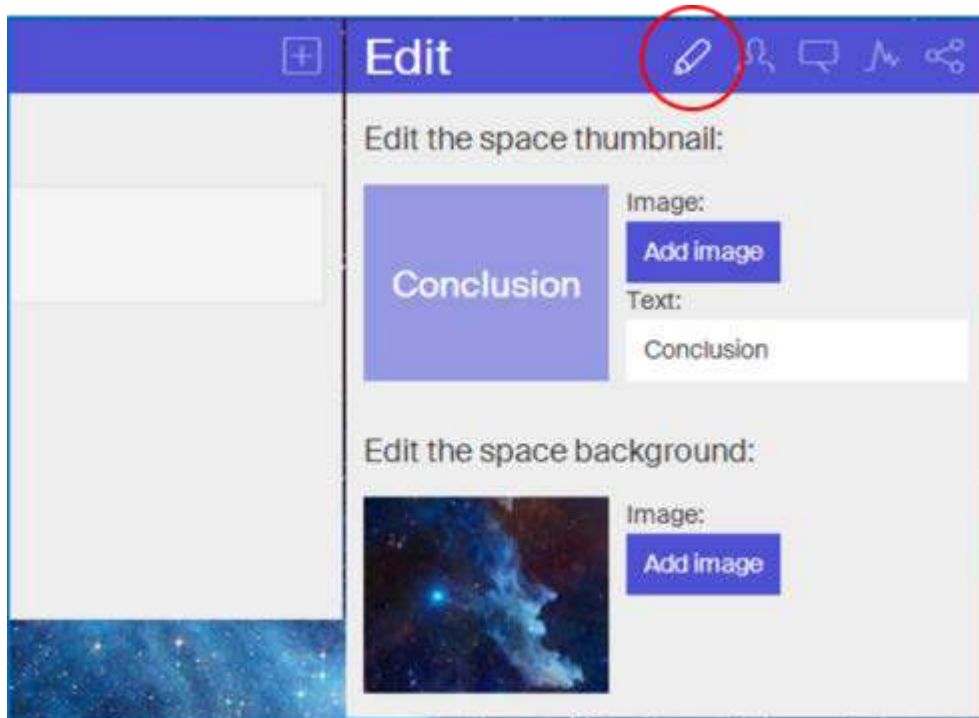 Edit
Edit the space thumbnail:
Conclusion
Image:
Add image
Text:
Conclusion
Edit the space background:
Image:
Add image